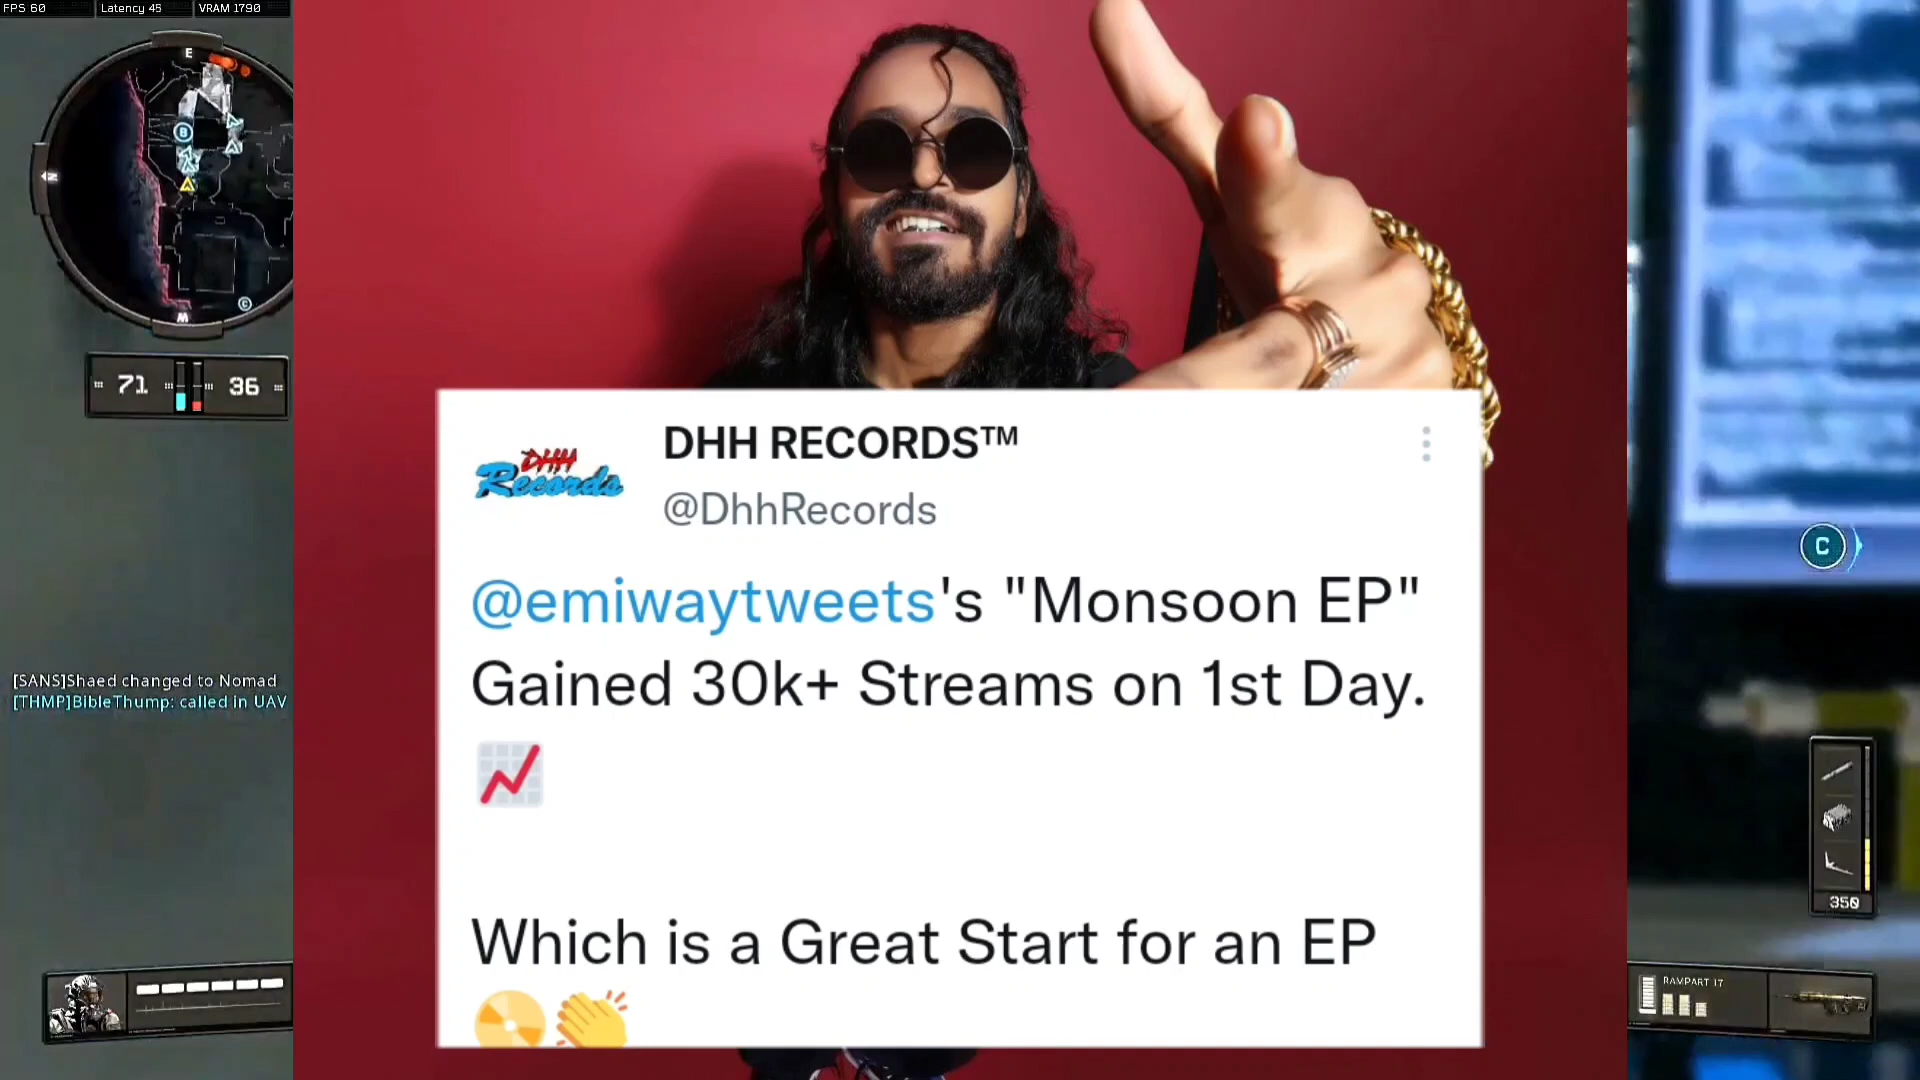 FPS 60
Latency 45
VRAM 1790
E
N
B
C
W
71
36
DHH
Records
DHH RECORDS™
@DhhRecords
@emiwaytweets's "Monsoon EP"
Gained 30k+ Streams on 1st Day.
Which is a Great Start for an EP
C
[SANS]Shaed changed to Nomad
[THMP]BibleThump: called in UAV
350
RAMPART 17